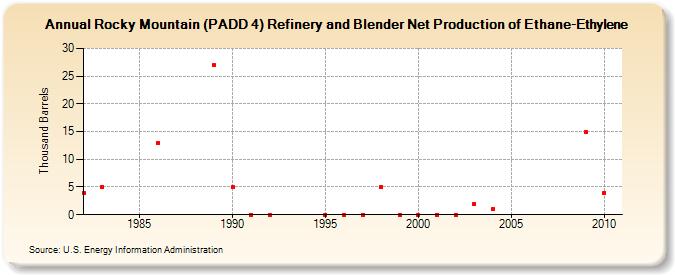 Annual Rocky Mountain (PADD 4) Refinery and Blender Net Production of Ethane-Ethylene
Thousand Barrels
30
25
20
15
10
5
0
1985 1990 1995 2000 2005 2010
Source: U.S. Energy Information Administration